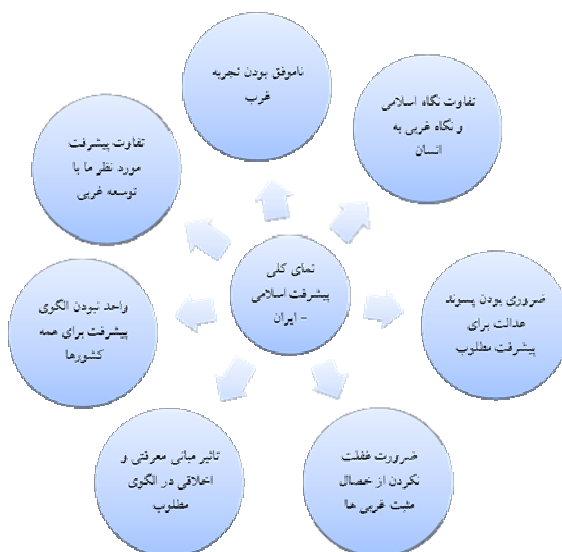 ناموفق بودن تجربه
غرب
تفاوت نگاه اسلامی
و نگاه غربی به
انسان
تفاوت پیشرفت
مورد نظر ما با
توسعه غربی
نمای کلی
پیشرفت اسلامی
- ایران
ضروری بودن پسوند
عدالت برای
پیشرفت مطلوب
واحد نبودن الگوی
پیشرفت برای همه
کشورها
ضرورت غفلت
نکردن از خصال
مثبت غربی ها
تاثیر مبانی معرفتی و
اخلاقی در الگوی
مطلوب